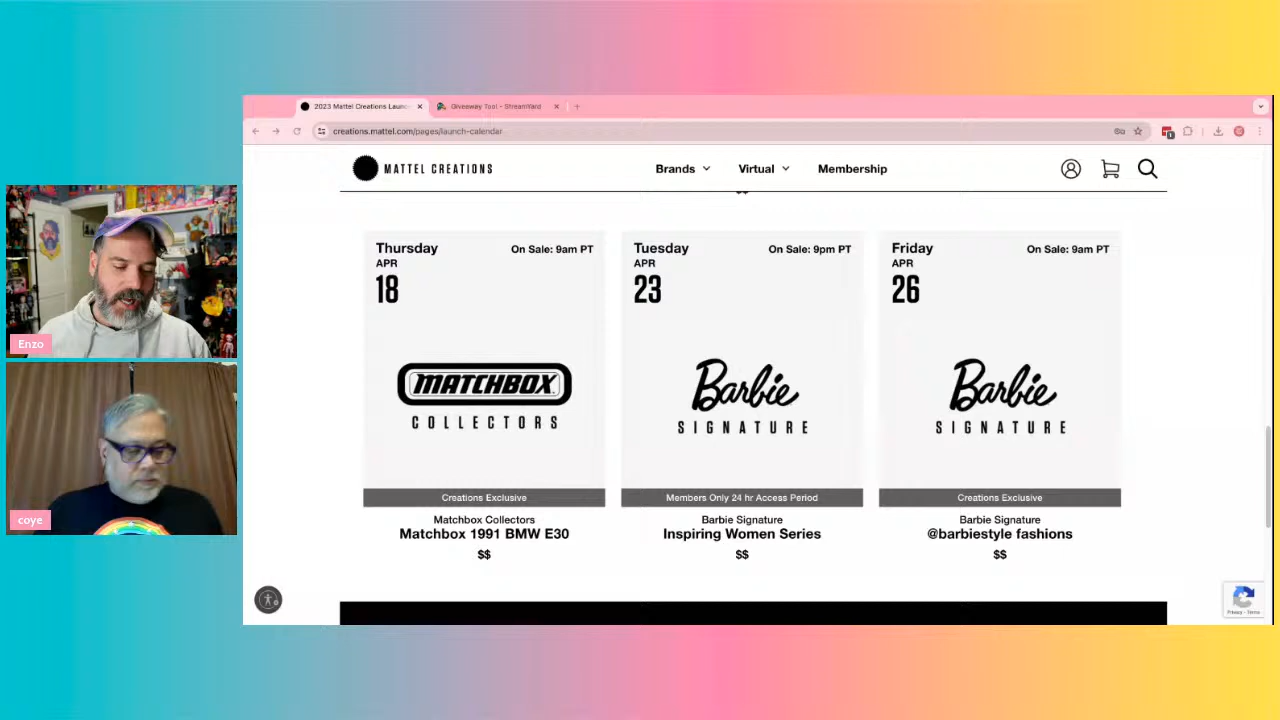 2023 Mattel Creations Launc
Giveway Tool - StreamYard
creations.mattel.com/pages/launch-calendar
MATTEL CREATIONS
Brands
Virtual
Membership
Thursday
On Sale: 9am PT
APR
18
MATCHBOX
COLLECTORS
Creations Exclusive
Matchbox Collectors
Matchbox 1991 BMW E30
$$
Tuesday
On Sale: 9pm PT
APR
23
Barbie
SIGNATURE
Members Only 24 hr Access Period
Barbie Signature
Inspiring Women Series
$$
Friday
On Sale: 9am PT
APR
26
Barbie
SIGNATURE
Creations Exclusive
Barbie Signature
@barbiestyle fashions
$$
Privacy - Terms
Enzo
coye